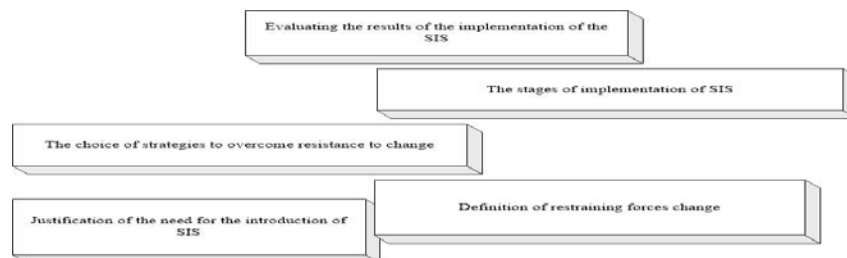 Evaluating the results of the implementation of the
SIS
The stages of implementation of SIS
The choice of strategies to overcome resistance to change
Definition of restraining forces change
Justification of the need for the introduction of
SIS